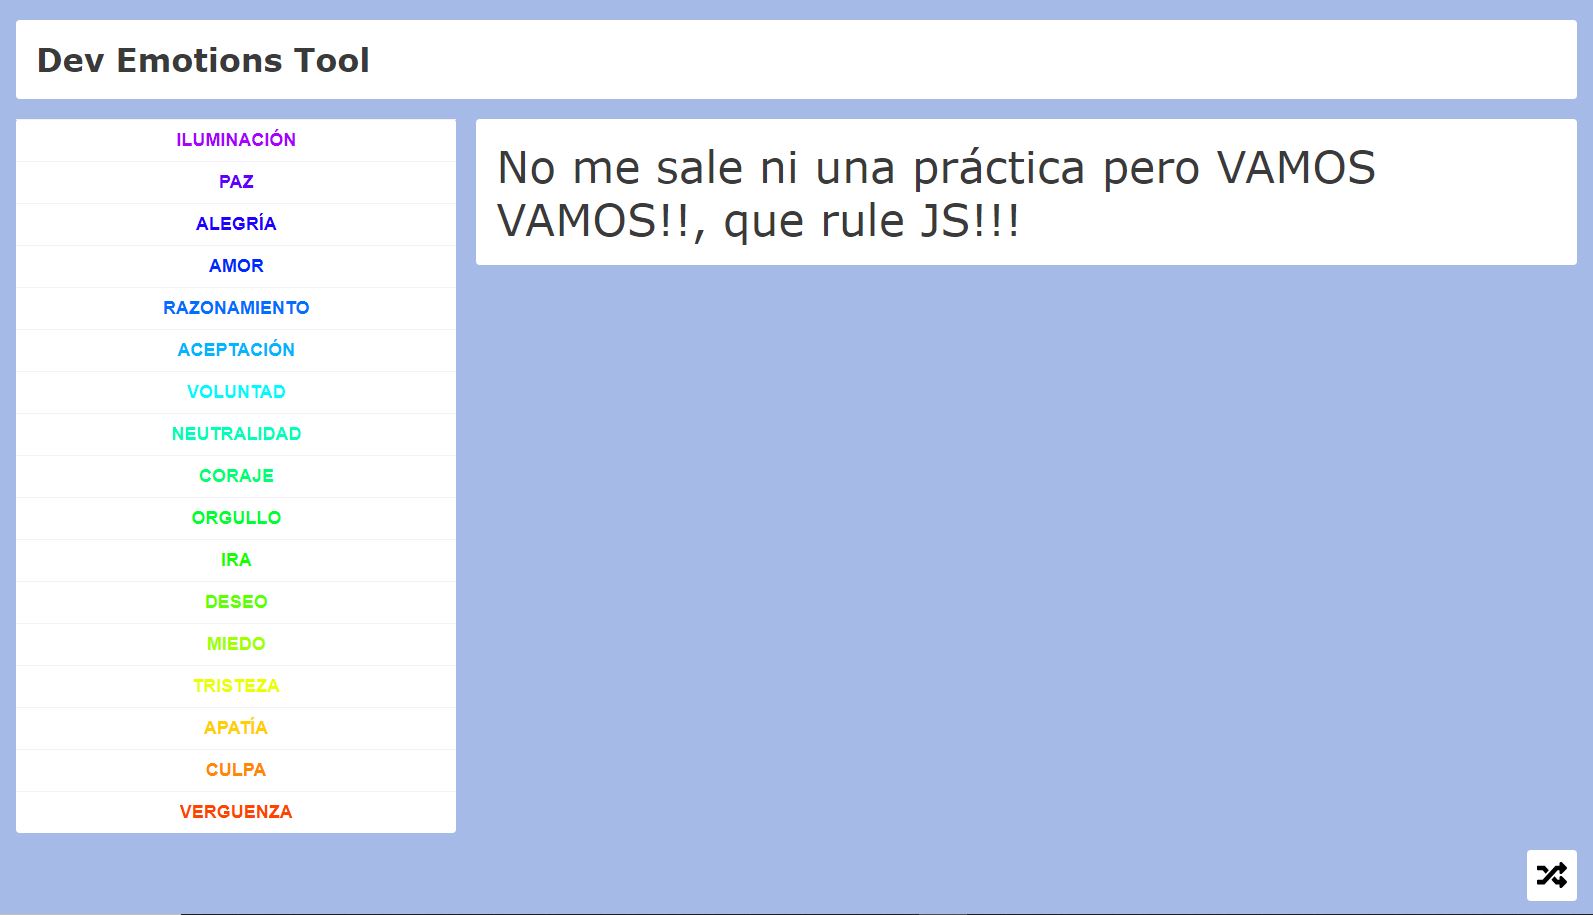 Dev Emotions Tool
ILUMINACIÓN
PAZ
ALEGRÍA
AMOR
RAZONAMIENTO
ACEPTACIÓN
VOLUNTAD
NEUTRALIDAD
CORAJE
ORGULLO
IRA
DESEO
MIEDO
TRISTEZA
APATÍA
CULPA
VERGUENZA
No me sale ni una práctica pero VAMOS
VAMOS!!, que rule JS!!!